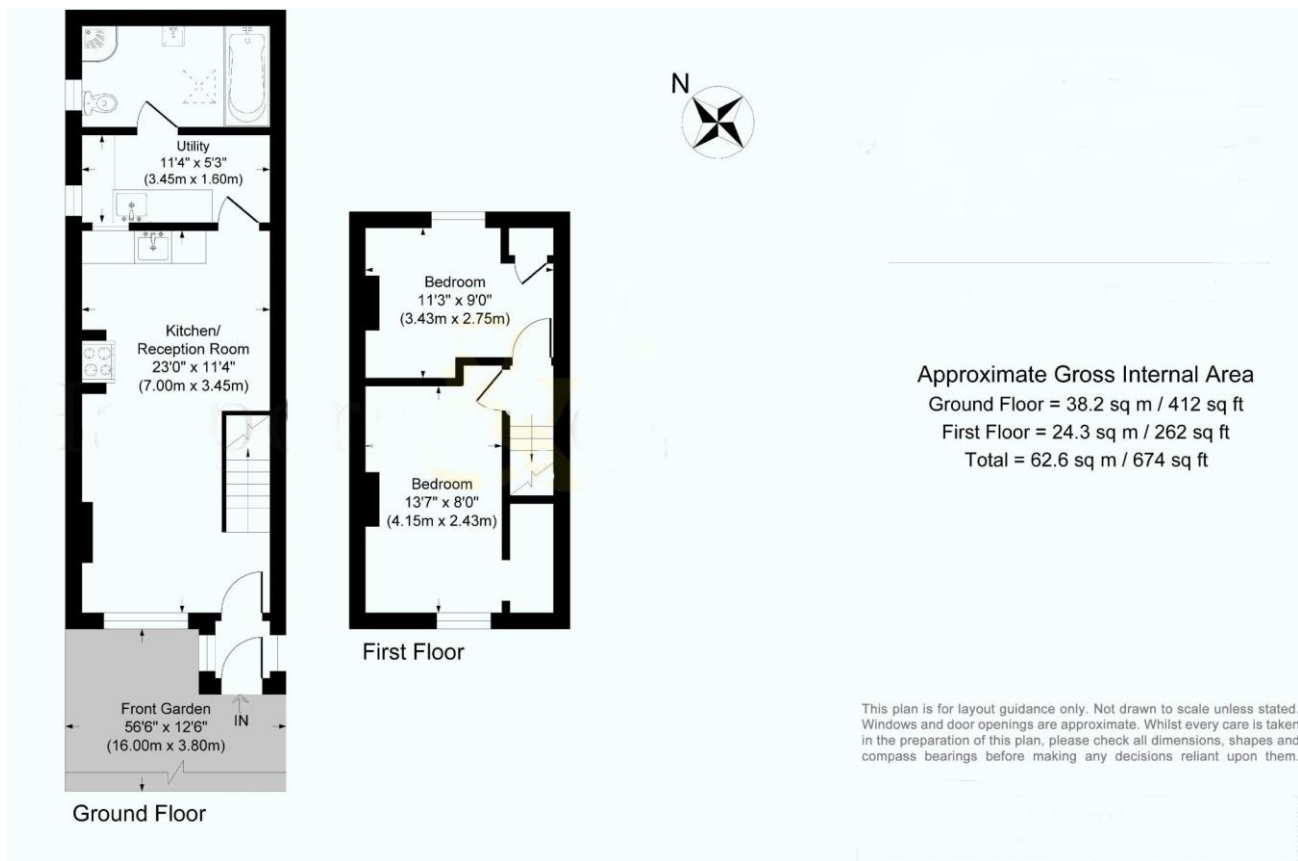 Utility
11'4" x 5'3"
(3.45m x 1.60m)
Kitchen/
Reception Room
23'0" x 11'4"
(7.00m x 3.45m)
Front Garden
56'6" x 12'6"
(16.00m x 3.80m)
IN
Ground Floor
N
Bedroom
11'3" x 9'0"
(3.43m x 2.75m)
Bedroom
13'7" x 8'0"
(4.15m x 2.43m)
First Floor
Approximate Gross Internal Area
Ground Floor = 38.2 sq m / 412 sq ft
First Floor = 24.3 sq m / 262 sq ft
Total = 62.6 sq m / 674 sq ft
This plan is for layout guidance only. Not drawn to scale unless stated.
Windows and door openings are approximate. Whilst every care is taken
in the preparation of this plan, please check all dimensions, shapes and
compass bearings before making any decisions reliant upon them.